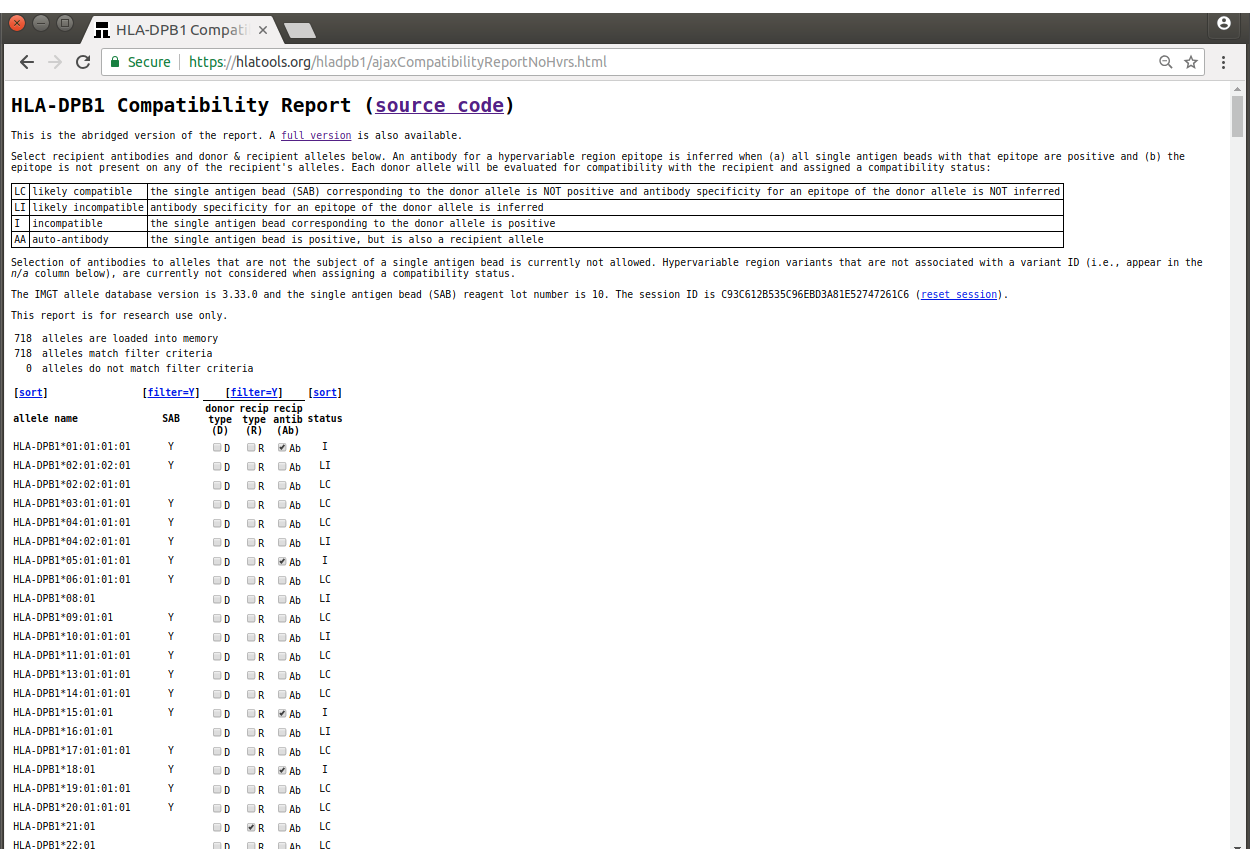 HLA-DPB1 Compati
Secure https://hlatools.org/hladpb1/ajaxCompatibilityReportNoHvrs.html
HLA-DPB1 Compatibility Report (source code)
This is the abridged version of the report. A full version is also available.
Select recipient antibodies and donor & recipient alleles below. An antibody for a hypervariable region epitope is inferred when (a) all single antigen beads with that epitope are positive and (b) the
epitope is not present on any of the recipient's alleles. Each donor allele will be evaluated for compatibility with the recipient and assigned a compatibility status:
LC likely compatible the single antigen bead (SAB) corresponding to the donor allele is NOT positive and antibody specificity for an epitope of the donor allele is NOT inferred
LI likely incompatible antibody specificity for an epitope of the donor allele is inferred
I incompatible the single antigen bead corresponding to the donor allele is positive
AA auto-antibody the single antigen bead is positive, but is also a recipient allele
Selection of antibodies to alleles that are not the subject of a single antigen bead is currently not allowed. Hypervariable region variants that are not associated with a variant ID (i.e., appear in the
n/a column below), are currently not considered when assigning a compatibility status.
The IMGT allele database version is 3.33.0 and the single antigen bead (SAB) reagent lot number is 10. The session ID is C93C612B535C96EBD3A81E52747261C6 (reset session).
This report is for research use only.
718 alleles are loaded into memory
718 alleles match filter criteria
0 alleles do not match filter criteria
[sort] [filter=Y] [filter=Y] [sort]
allele name SAB donor type (D) recip type (R) recip antib (Ab) status
HLA-DPB1*01:01:01:01 Y D R Ab I
HLA-DPB1*02:01:02:01 Y D R Ab LI
HLA-DPB1*02:02:01:01 D R Ab LC
HLA-DPB1*03:01:01:01 Y D R Ab LC
HLA-DPB1*04:01:01:01 Y D R Ab LC
HLA-DPB1*04:02:01:01 Y D R Ab LI
HLA-DPB1*05:01:01:01 Y D R Ab I
HLA-DPB1*06:01:01:01 Y D R Ab LC
HLA-DPB1*08:01 D R Ab LI
HLA-DPB1*09:01:01 Y D R Ab LC
HLA-DPB1*10:01:01:01 Y D R Ab LI
HLA-DPB1*11:01:01:01 Y D R Ab LC
HLA-DPB1*13:01:01:01 Y D R Ab LC
HLA-DPB1*14:01:01:01 Y D R Ab LC
HLA-DPB1*15:01:01 Y D R Ab I
HLA-DPB1*16:01:01 D R Ab LI
HLA-DPB1*17:01:01:01 Y D R Ab LC
HLA-DPB1*18:01 Y D R Ab I
HLA-DPB1*19:01:01:01 Y D R Ab LC
HLA-DPB1*20:01:01:01 Y D R Ab LC
HLA-DPB1*21:01 D R Ab LC
HLA-DPB1*22:01 D R Ab LC